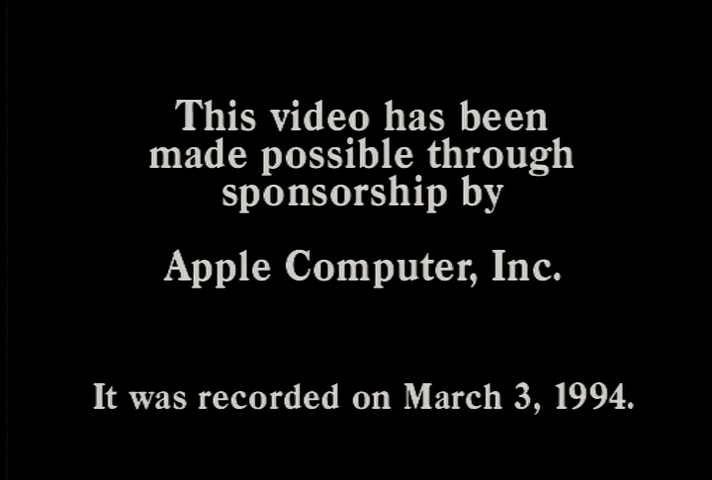 This video has been
made possible through
sponsorship by
Apple Computer, Inc.
It was recorded on March 3, 1994.